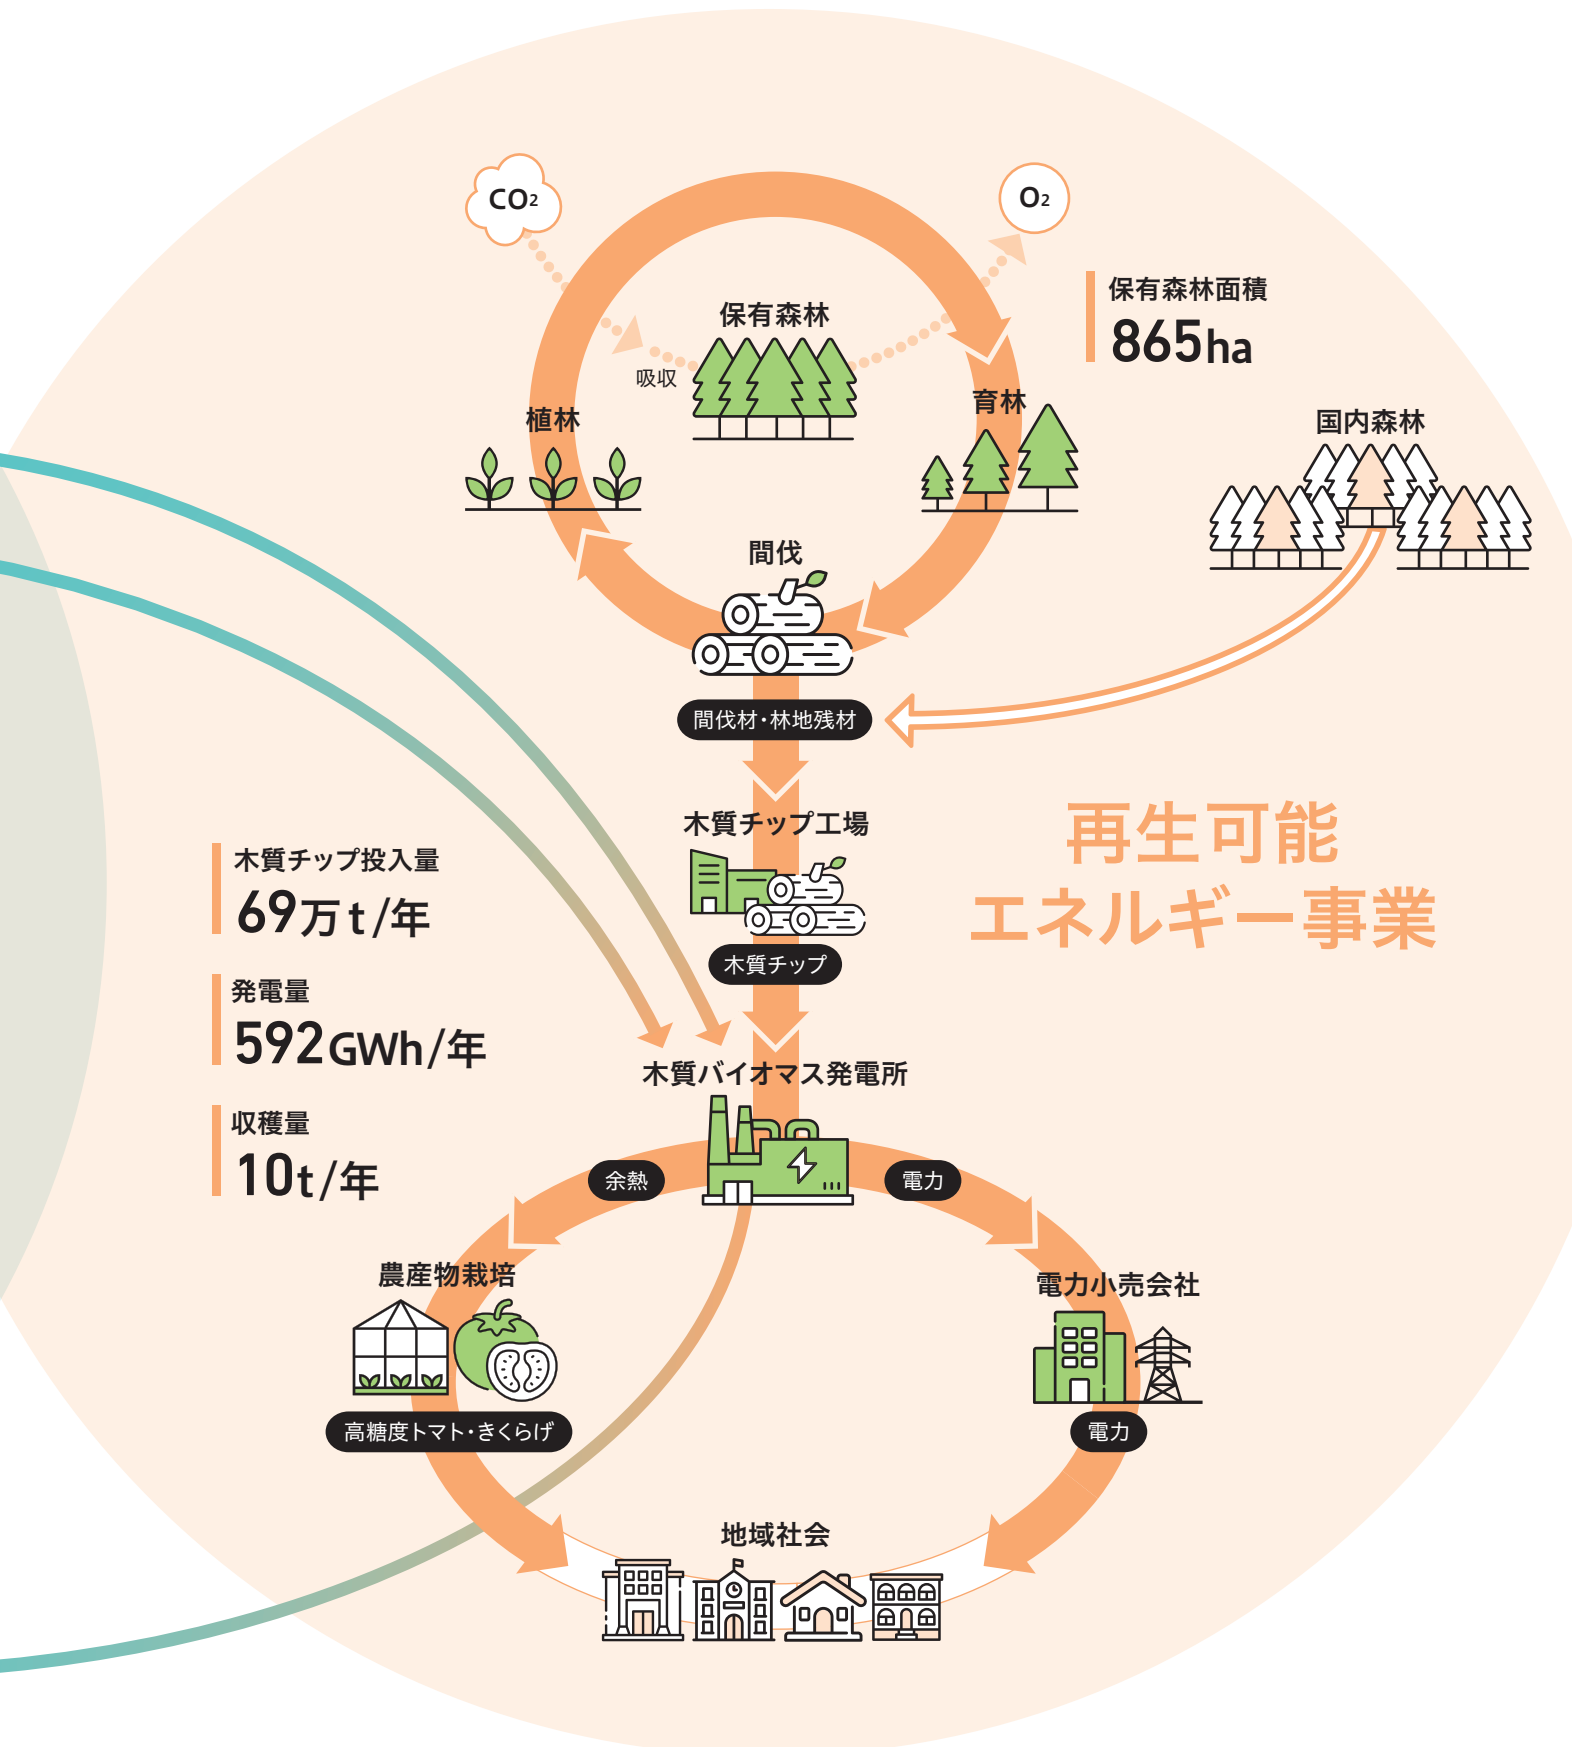 CO2
O2
保有森林
吸収
植林
育林
間伐
保有森林面積
865ha
国内森林
間伐材・林地残材
木質チップ工場
木質チップ
再生可能
エネルギー事業
木質チップ投入量
69万t/年
発電量
592GWh/年
収穫量
10t/年
木質バイオマス発電所
余熱
電力
農産物栽培
高糖度トマト・きくらげ
電力小売会社
電力
地域社会